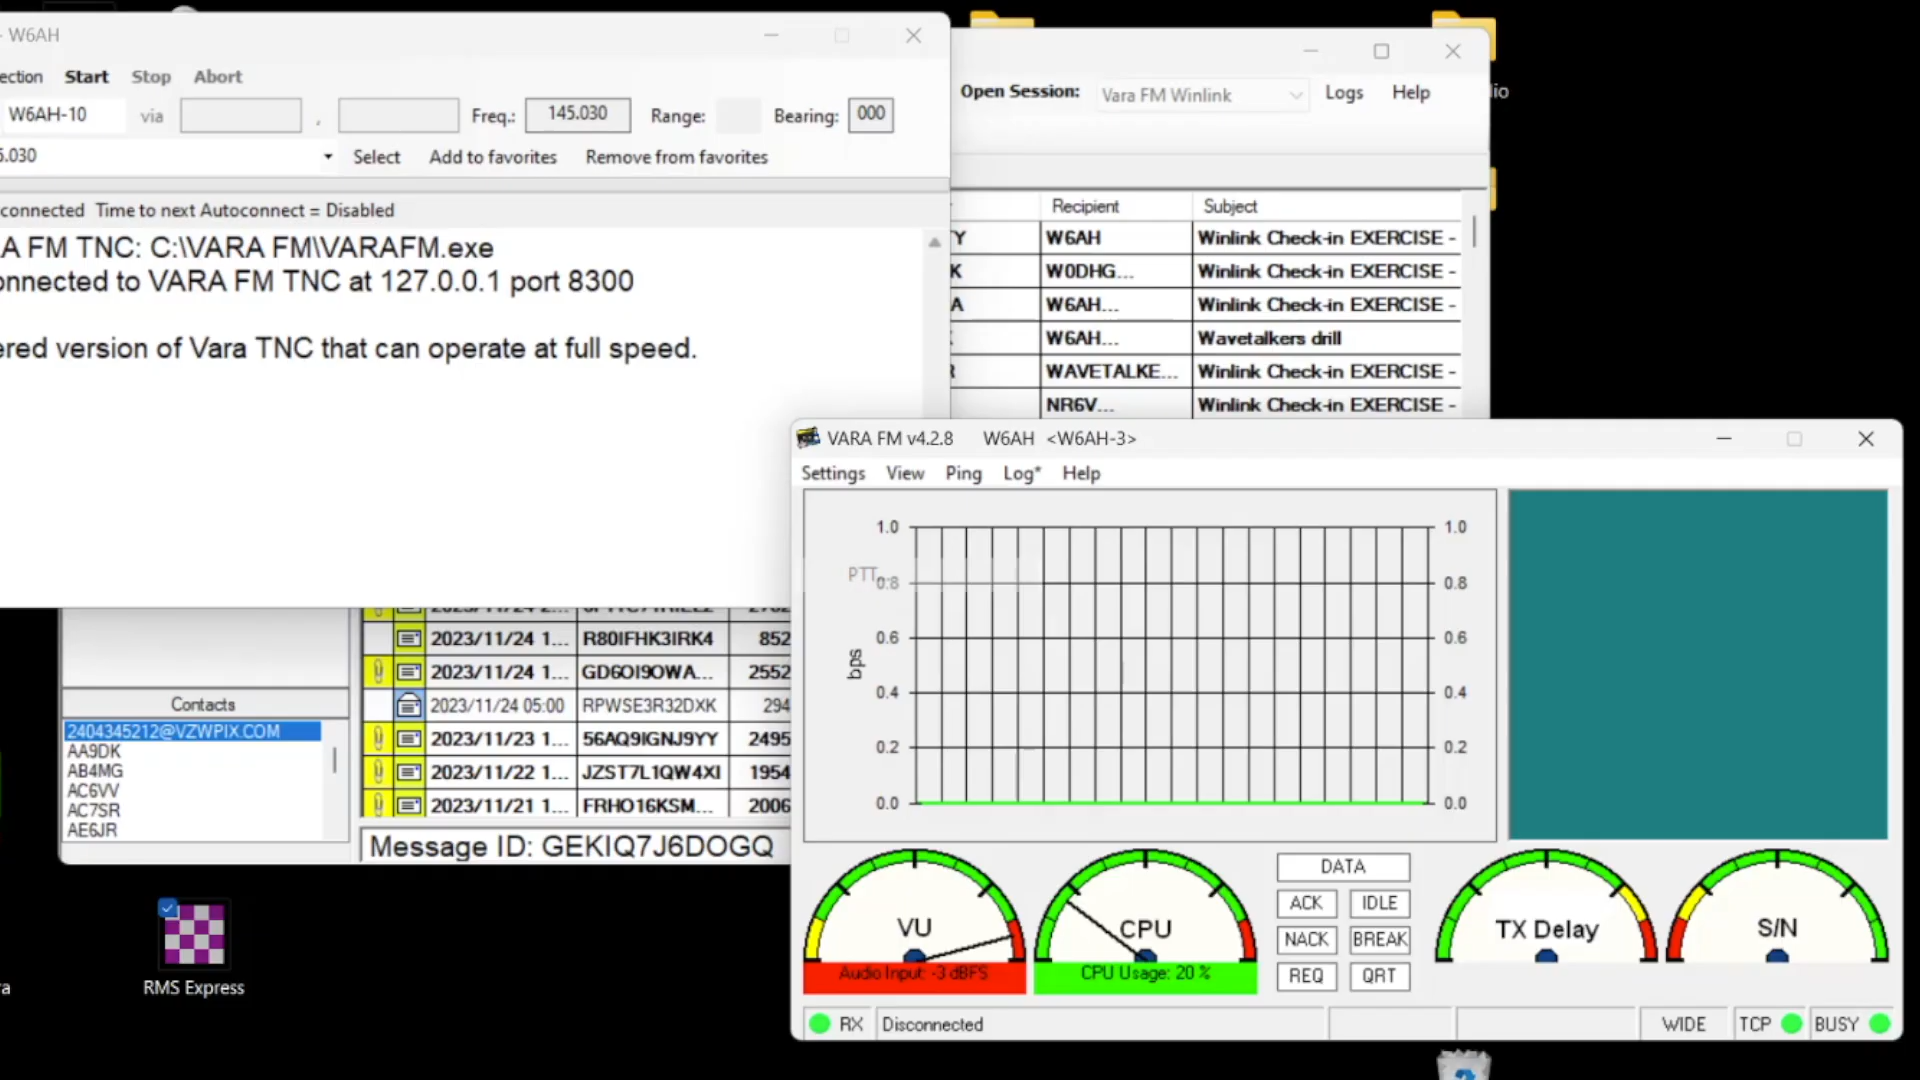 - W6AH
ection Start Stop Abort
W6AH-10 via , Freq.: 145.030 Range: Bearing: 000
5.030 Select Add to favorites Remove from favorites
connected Time to next Autoconnect = Disabled
A FM TNC: C:\VARA FM\VARAFM.exe
onnected to VARA FM TNC at 127.0.0.1 port 8300
ered version of Vara TNC that can operate at full speed.
Open Session: Vara FM Winlink Logs Help
io
Recipient Subject
Y W6AH Winlink Check-in EXERCISE -
K W0DHG... Winlink Check-in EXERCISE -
A W6AH... Winlink Check-in EXERCISE -
W6AH... Wavetalkers drill
R WAVETALKE... Winlink Check-in EXERCISE -
NR6V... Winlink Check-in EXERCISE -
2023/11/24 1... R80IFHK3IRK4 852
2023/11/24 1... GD6OI9OWA... 2552
2023/11/24 05:00 RPWSE3R32DXK 294
2023/11/23 1... 56AQ9IGNJ9YY 2495
2023/11/22 1... JZST7L1QW4XI 1954
2023/11/21 1... FRHO16KSM... 2006
Message ID: GEKIQ7J6DOGQ
Contacts
2404345212@VZWPIX.COM
AA9DK
AB4MG
AC6VV
AC7SR
AE6JR
RMS Express
a
VARA FM v4.2.8 W6AH <W6AH-3>
Settings View Ping Log* Help
1.0 1.0
PTT...
0.8 0.8
0.6 0.6
bps
0.4 0.4
0.2 0.2
0.0 0.0
VU
Audio Input: -3 dBFS
CPU
CPU Usage: 20 %
DATA
ACK IDLE
NACK BREAK
REQ QRT
TX Delay
S/N
RX Disconnected WIDE TCP BUSY